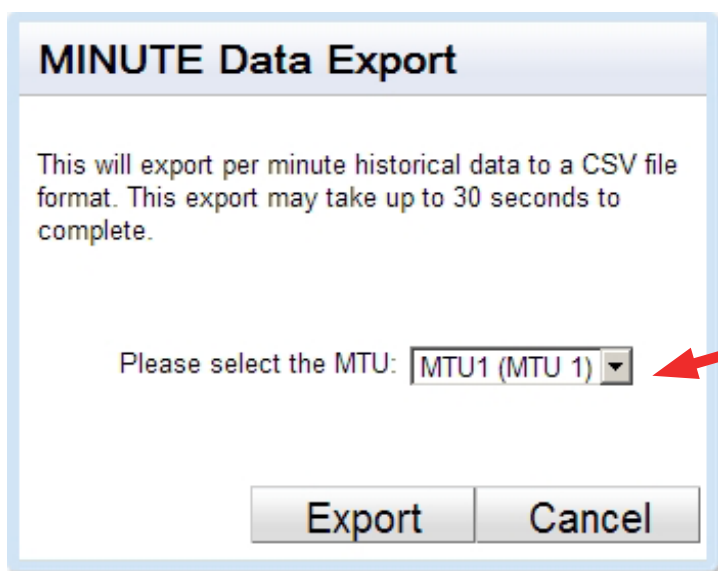 MINUTE Data Export
This will export per minute historical data to a CSV file
format. This export may take up to 30 seconds to
complete.
Please select the MTU: MTU1 (MTU 1)
Export Cancel